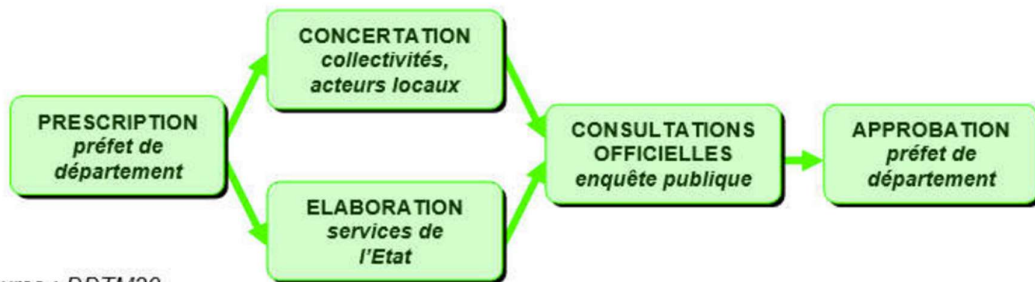 PRESCRIPTION
préfet de
département
CONCERTATION
collectivités,
acteurs locaux
ELABORATION
services de
l'Etat
CONSULTATIONS
OFFICIELLES
enquête publique
APPROBATION
préfet de
département